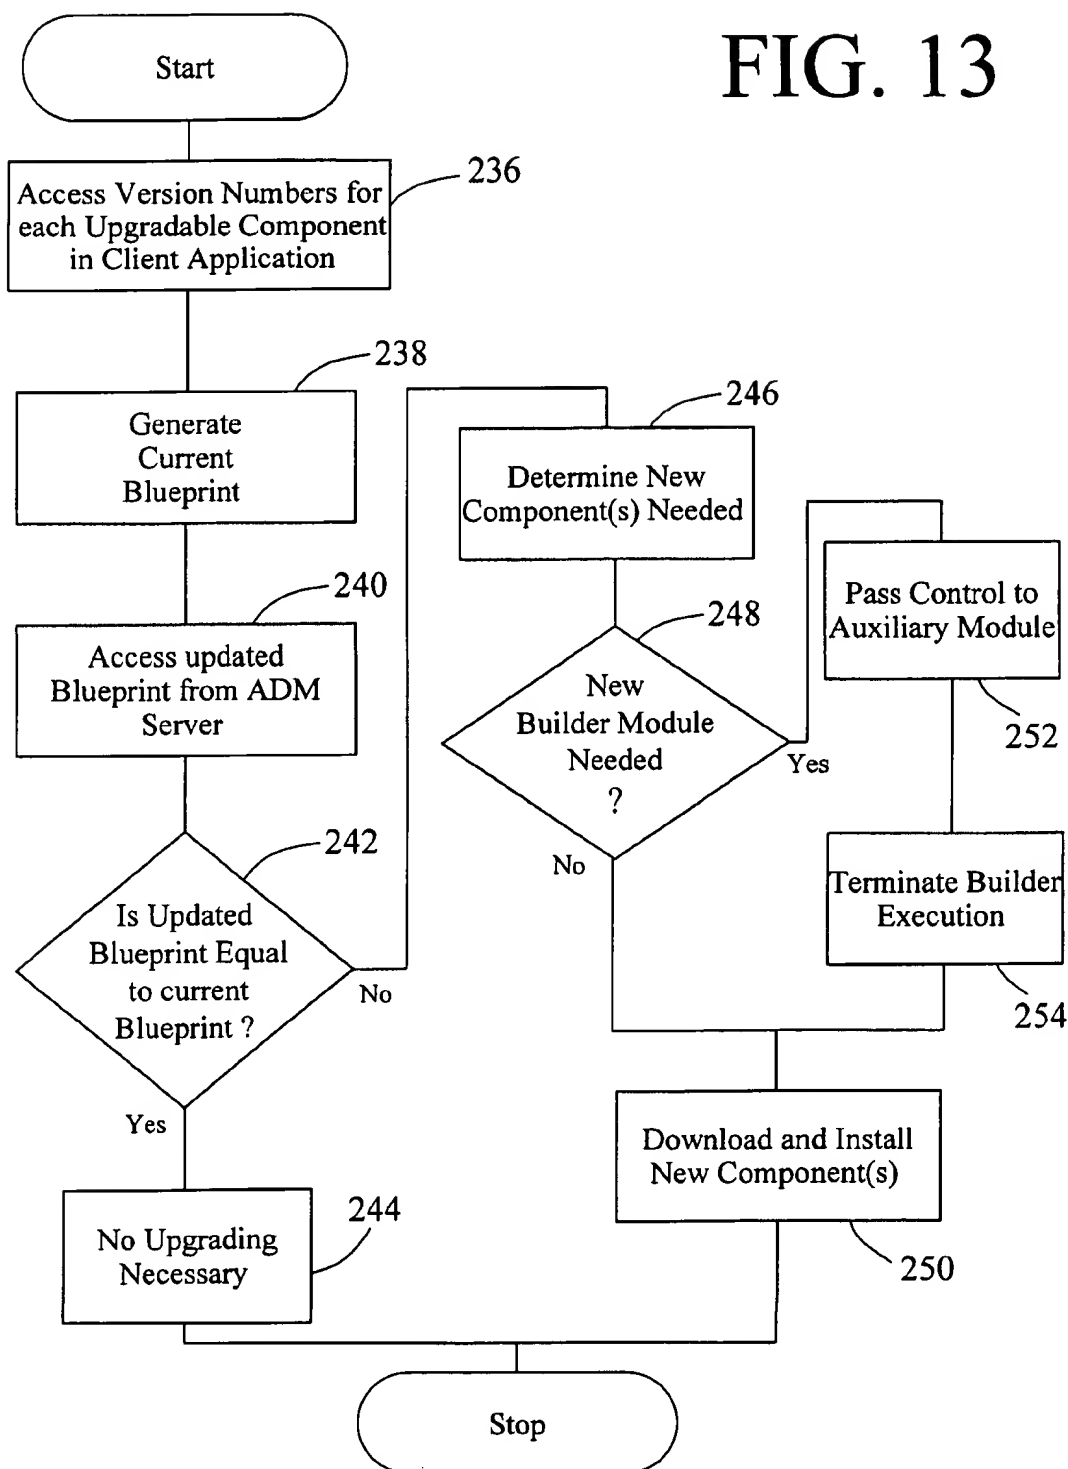 FIG. 13
Start
236
Access Version Numbers for
each Upgradable Component
in Client Application
238
Generate
Current
Blueprint
240
Access updated
Blueprint from ADM
Server
242
Is Updated
Blueprint Equal
to current
Blueprint ?
No
Yes
244
No Upgrading
Necessary
246
Determine New
Component(s) Needed
248
New
Builder Module
Needed
?
Yes
No
Pass Control to
Auxiliary Module
252
Terminate Builder
Execution
254
Download and Install
New Component(s)
250
Stop